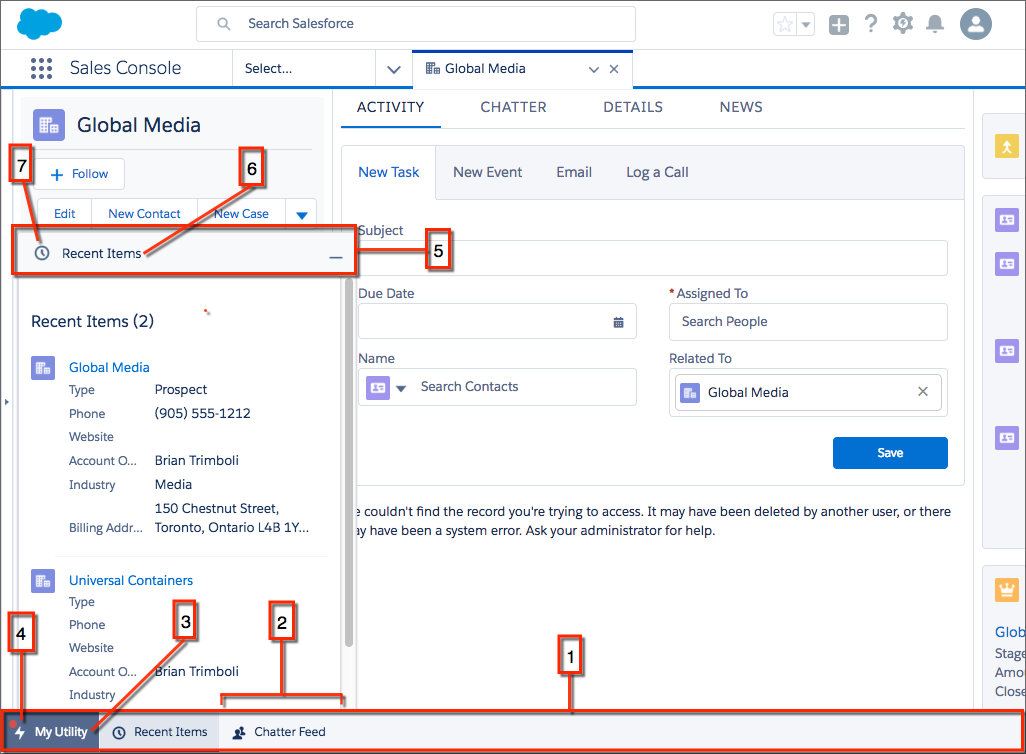 Search Salesforce
Sales Console
Select...
Global Media
Global Media
Follow
Edit
New Contact
New Case
7
6
Recent Items
5
Recent Items (2)
Global Media
Type Prospect
Phone (905) 555-1212
Website
Account O... Brian Trimboli
Industry Media
Billing Addr... 150 Chestnut Street,
Toronto, Ontario L4B 1Y...
Universal Containers
Type
Phone
Website
Account O... Brian Trimboli
Industry
4
3
2
1
ACTIVITY CHATTER DETAILS NEWS
New Task New Event Email Log a Call
Subject
Due Date
* Assigned To
Search People
Name
Search Contacts
Related To
Global Media
Save
e couldn't find the record you're trying to access. It may have been deleted by another user, or there
ay have been a system error. Ask your administrator for help.
Glob
Stage
Amou
Close
My Utility Recent Items Chatter Feed